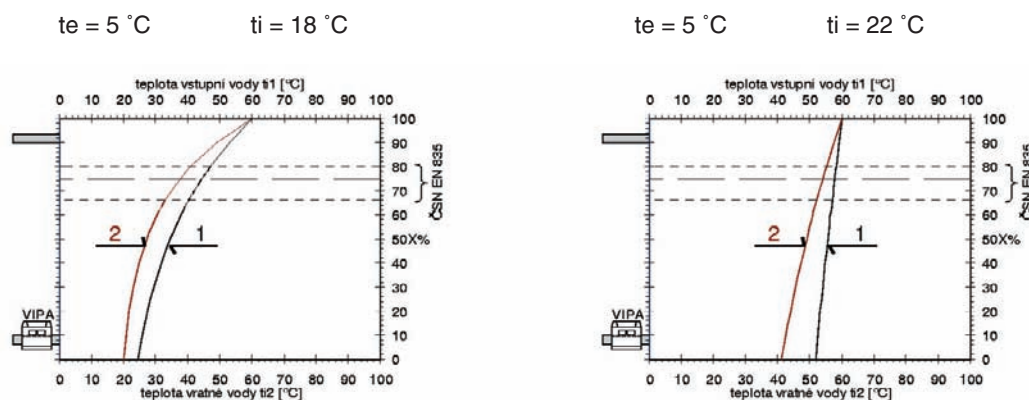 te = 5 ˚C ti = 18 ˚C
teplota vstupní vody ti1 [°C]
0 10 20 30 40 50 60 70 80 90 100
100
90
80
70
60
50X%
40
30
20
10
0
ČSN EN 835
2
1
VIPA
0 10 20 30 40 50 60 70 80 90 100
teplota vratné vody ti2 [°C]
te = 5 ˚C ti = 22 ˚C
teplota vstupní vody ti1 [°C]
0 10 20 30 40 50 60 70 80 90 100
100
90
80
70
60
50X%
40
30
20
10
0
ČSN EN 835
2
1
VIPA
0 10 20 30 40 50 60 70 80 90 100
teplota vratné vody ti2 [°C]